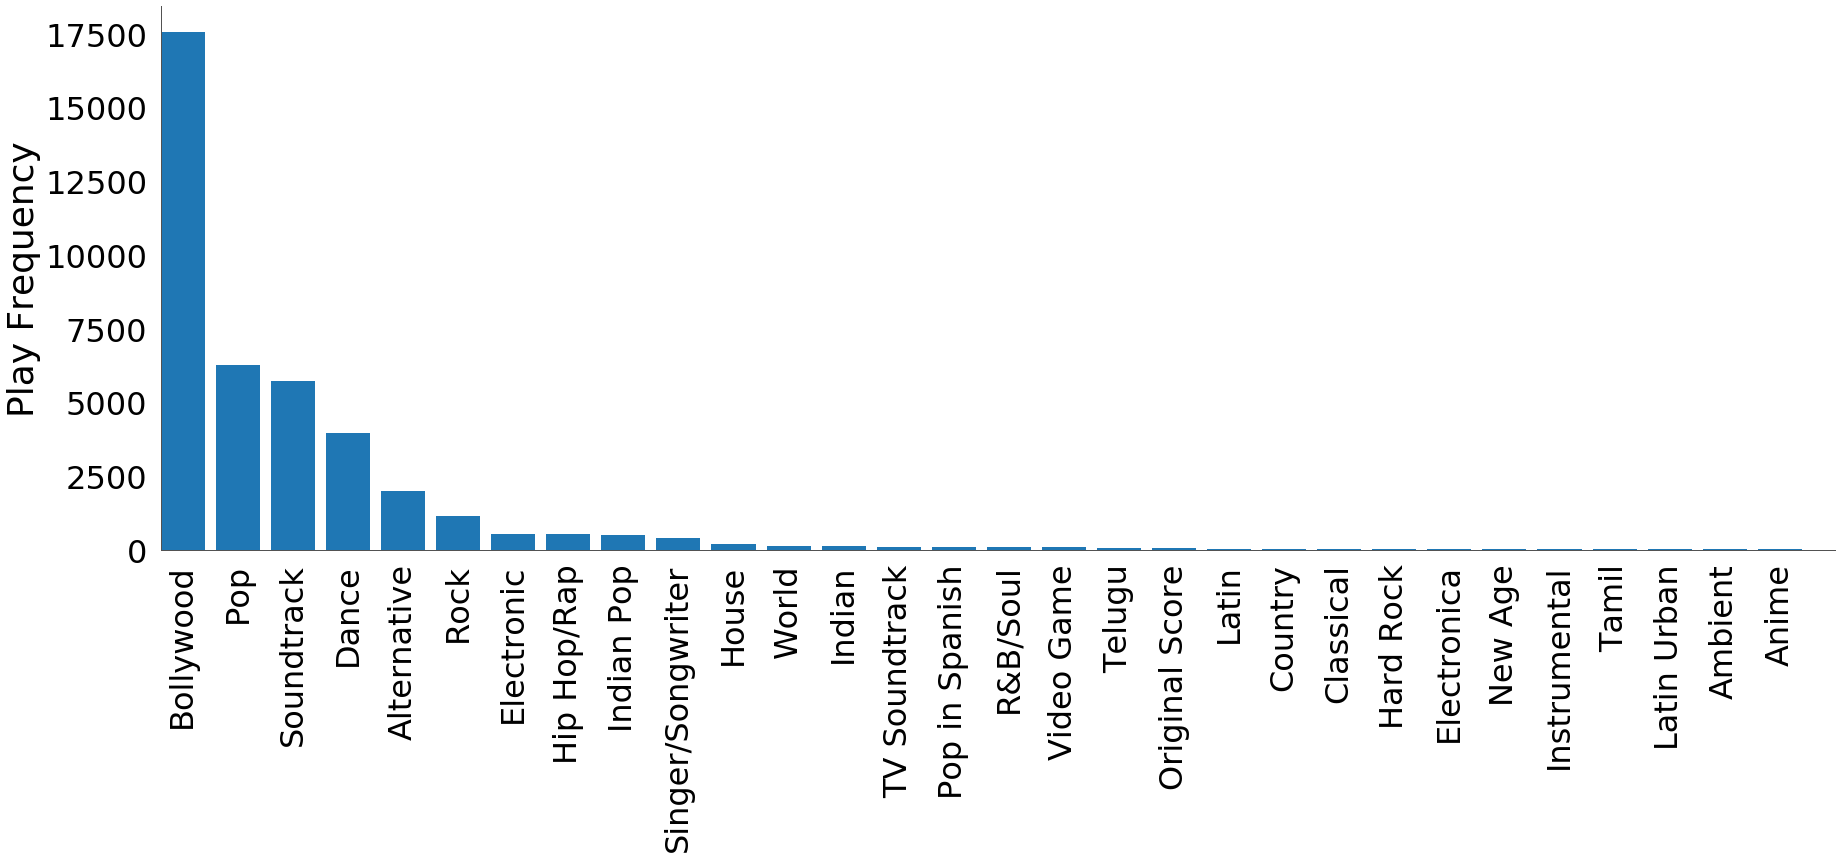 Play Frequency
17500
15000
12500
10000
7500
5000
2500
0
Bollywood
Pop
Soundtrack
Dance
Alternative
Rock
Electronic
Hip Hop/Rap
Indian Pop
Singer/Songwriter
House
World
Indian
TV Soundtrack
Pop in Spanish
R&B/Soul
Video Game
Telugu
Original Score
Latin
Country
Classical
Hard Rock
Electronica
New Age
Instrumental
Tamil
Latin Urban
Ambient
Anime